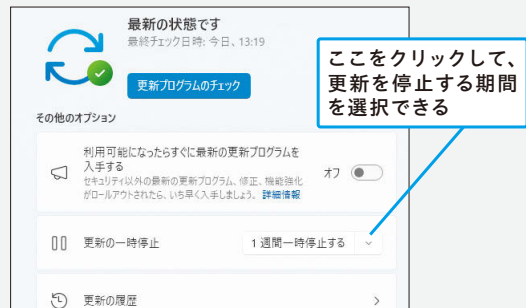 最新の状態です
最終チェック日時: 今日、13:19
更新プログラムのチェック
ここをクリックして、
更新を停止する期間
を選択できる
その他のオプション
利用可能になったらすぐに最新の更新プログラムを
入手する
セキュリティ以外の最新の更新プログラム、修正、機能強化
がロールアウトされたら、いち早く入手しましょう。 詳細情報
オフ
更新の一時停止
1 週間一時停止する
更新の履歴